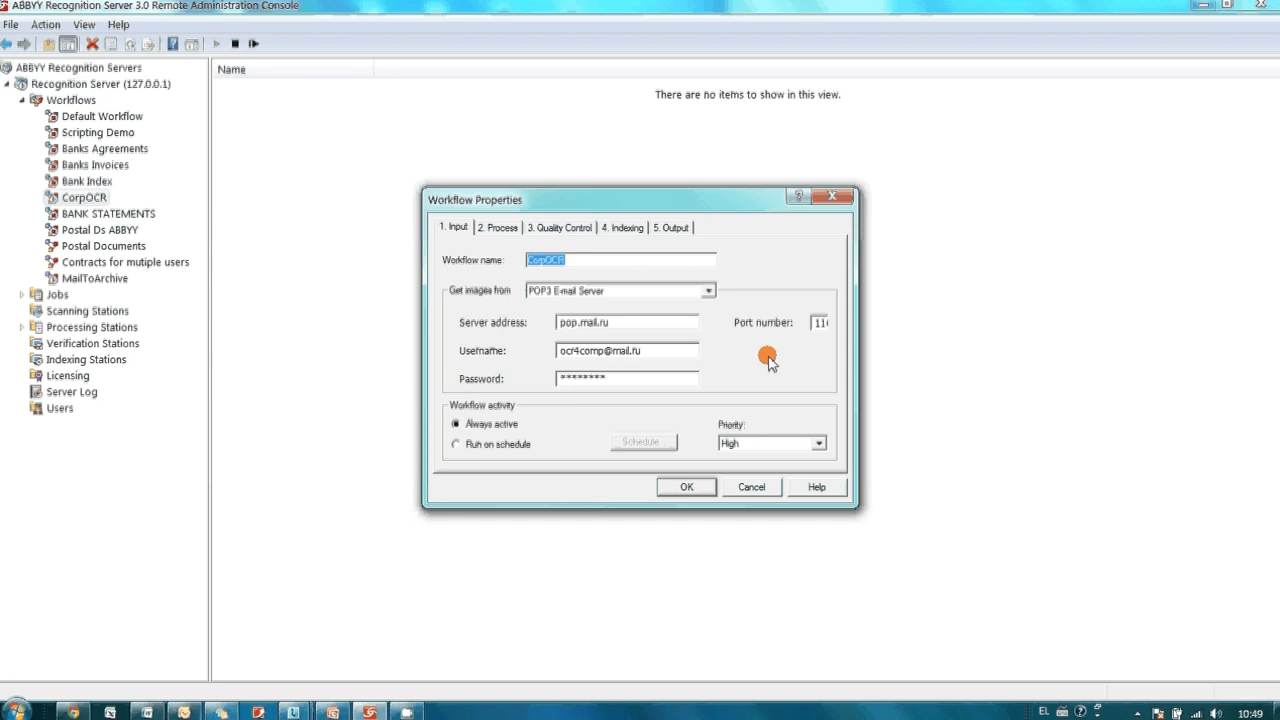 ABBYY Recognition Server 3.0 Remote Administration Console
File Action View Help
Name
ABBYY Recognition Servers
Recognition Server (127.0.0.1)
Workflows
Default Workflow
Scripting Demo
Banks Agreements
Banks Invoices
Bank Index
CorpOCR
BANK STATEMENTS
Postal Ds ABBYY
Postal Documents
Contracts for mutiple users
MailToArchive
Jobs
Scanning Stations
Processing Stations
Verification Stations
Indexing Stations
Licensing
Server Log
Users
There are no items to show in this view.
Workflow Properties
1. Input 2. Process 3. Quality Control 4. Indexing 5. Output
Workflow name: CorpOCR
Get images from POP3 E-mail Server
Server address: pop.mail.ru Port number: 110
Username: ocr4comp@mail.ru
Password: ********
Workflow activity
Always active Priority:
Run on schedule Schedule... High
OK Cancel Help
EL 10:49